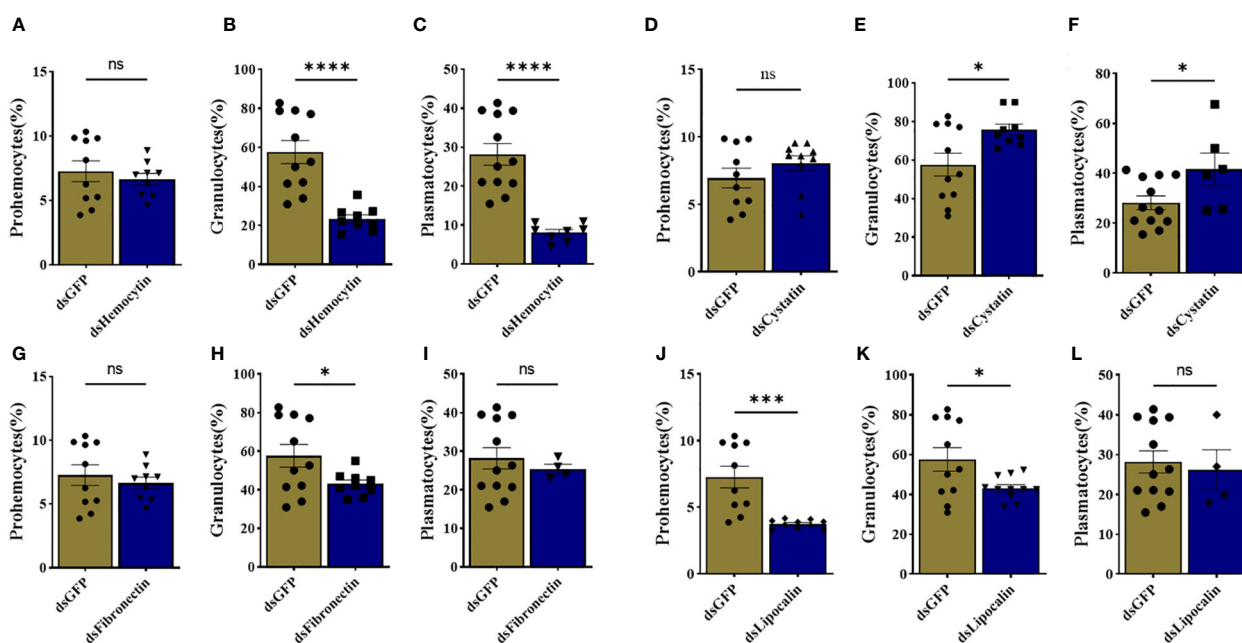 A
Prohemocytes(%)
ns
15
10
5
0
dsGFP
dsHemocytin
B
Granulocytes(%)
****
100
80
60
40
20
0
dsGFP
dsHemocytin
C
Plasmatocytes(%)
****
50
40
30
20
10
0
dsGFP
dsHemocytin
D
Prohemocytes(%)
ns
15
10
5
0
dsGFP
dsCystatin
E
Granulocytes(%)
*
100
80
60
40
20
0
dsGFP
dsCystatin
F
Plasmatocytes(%)
*
80
60
40
20
0
dsGFP
dsCystatin
G
Prohemocytes(%)
ns
15
10
5
0
dsGFP
dsFibronectin
H
Granulocytes(%)
*
100
80
60
40
20
0
dsGFP
dsFibronectin
I
Plasmatocytes(%)
ns
50
40
30
20
10
0
dsGFP
dsFibronectin
J
Prohemocytes(%)
***
15
10
5
0
dsGFP
dsLipocalin
K
Granulocytes(%)
*
100
80
60
40
20
0
dsGFP
dsLipocalin
L
Plasmatocytes(%)
ns
50
40
30
20
10
0
dsGFP
dsLipocalin